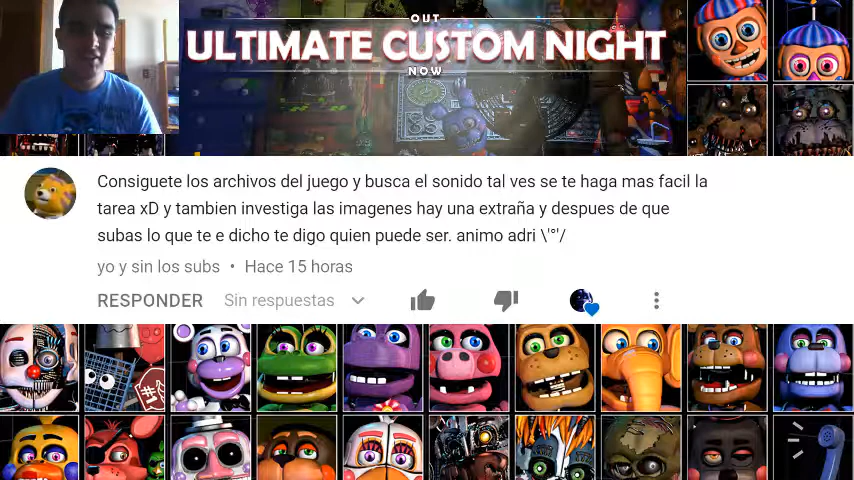 OUT
ULTIMATE CUSTOM NIGHT
NOW
Consiguete los archivos del juego y busca el sonido tal ves se te haga mas facil la
tarea xD y tambien investiga las imagenes hay una extraña y despues de que
subas lo que te e dicho te digo quien puede ser. animo adri \'°'/
yo y sin los subs • Hace 15 horas
RESPONDER Sin respuestas
#1